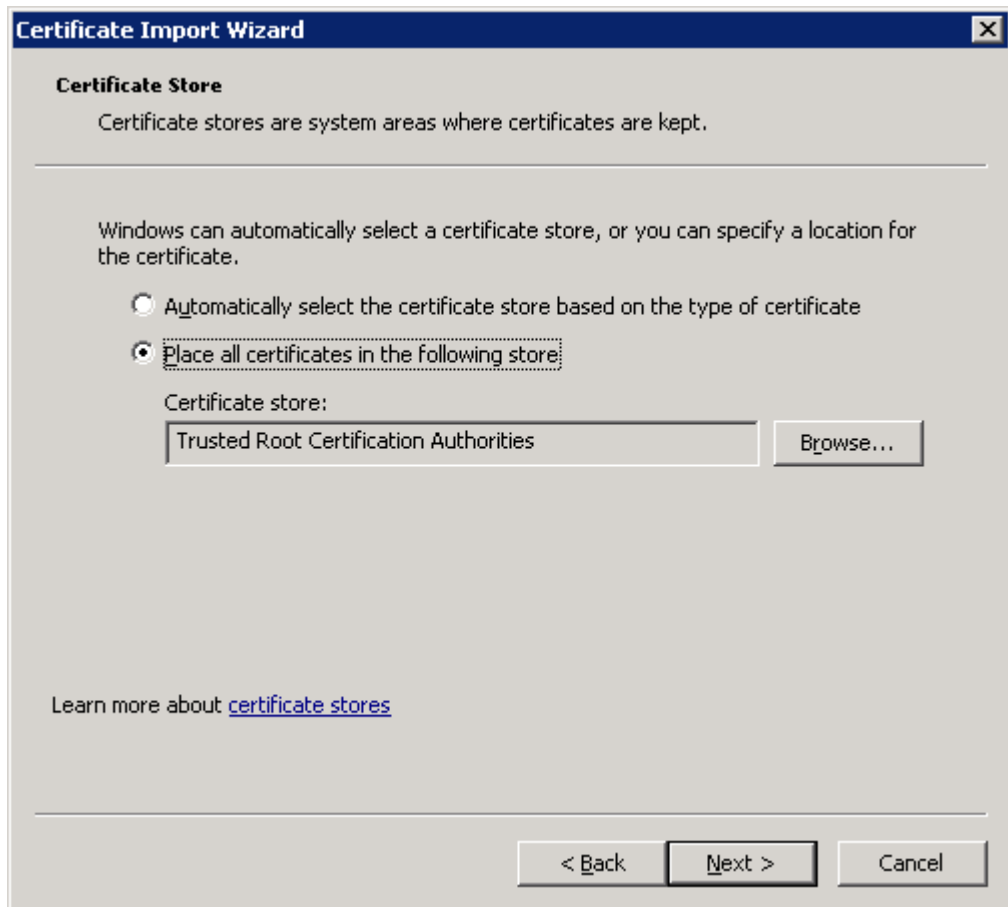 Certificate Import Wizard
Certificate Store
Certificate stores are system areas where certificates are kept.
Windows can automatically select a certificate store, or you can specify a location for
the certificate.
Automatically select the certificate store based on the type of certificate
Place all certificates in the following store
Certificate store:
Trusted Root Certification Authorities
Browse...
Learn more about certificate stores
< Back
Next >
Cancel